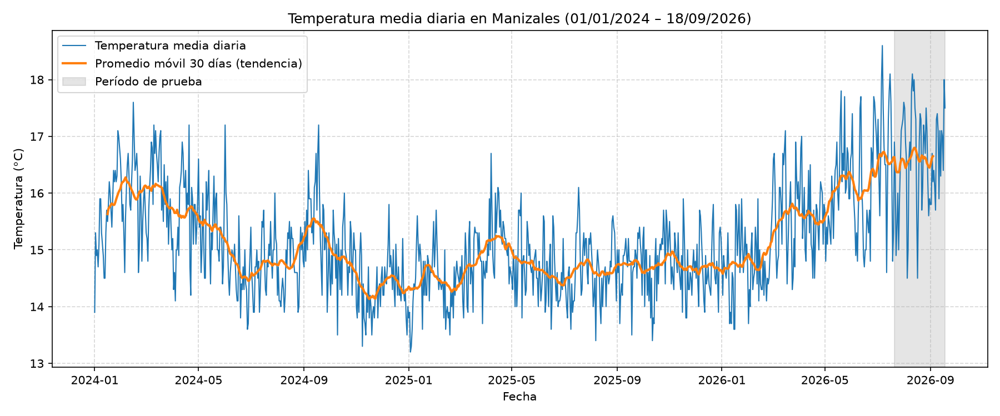 Temperatura media diaria en Manizales (01/01/2024 – 18/09/2026)
Temperatura media diaria
Promedio móvil 30 días (tendencia)
Período de prueba
Temperatura (°C)
18
17
16
15
14
13
2024-01
2024-05
2024-09
2025-01
2025-05
2025-09
2026-01
2026-05
2026-09
Fecha